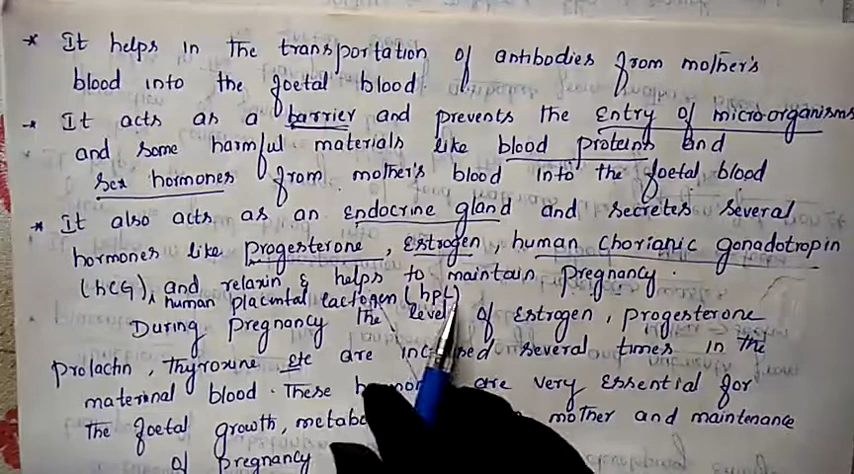 * It helps in the transportation of antibodies from mother's
blood into the foetal blood.
* It acts as a barrier and prevents the entry of microorganisms
and some harmful materials like blood proteins and
sex hormones from mother's blood into the foetal blood
* It also acts as an endocrine gland and secretes several
hormones like progesterone, estrogen, human chorianic gonadotropin
(hCG), and relaxin & helps to maintain pregnancy.
human placental lactogen (hpL)
During pregnancy the level of estrogen, progesterone
prolactin, Thyroxine etc are several times in the
maternal blood. These are very essential for
the foetal growth, mother and maintenance
of pregnancy